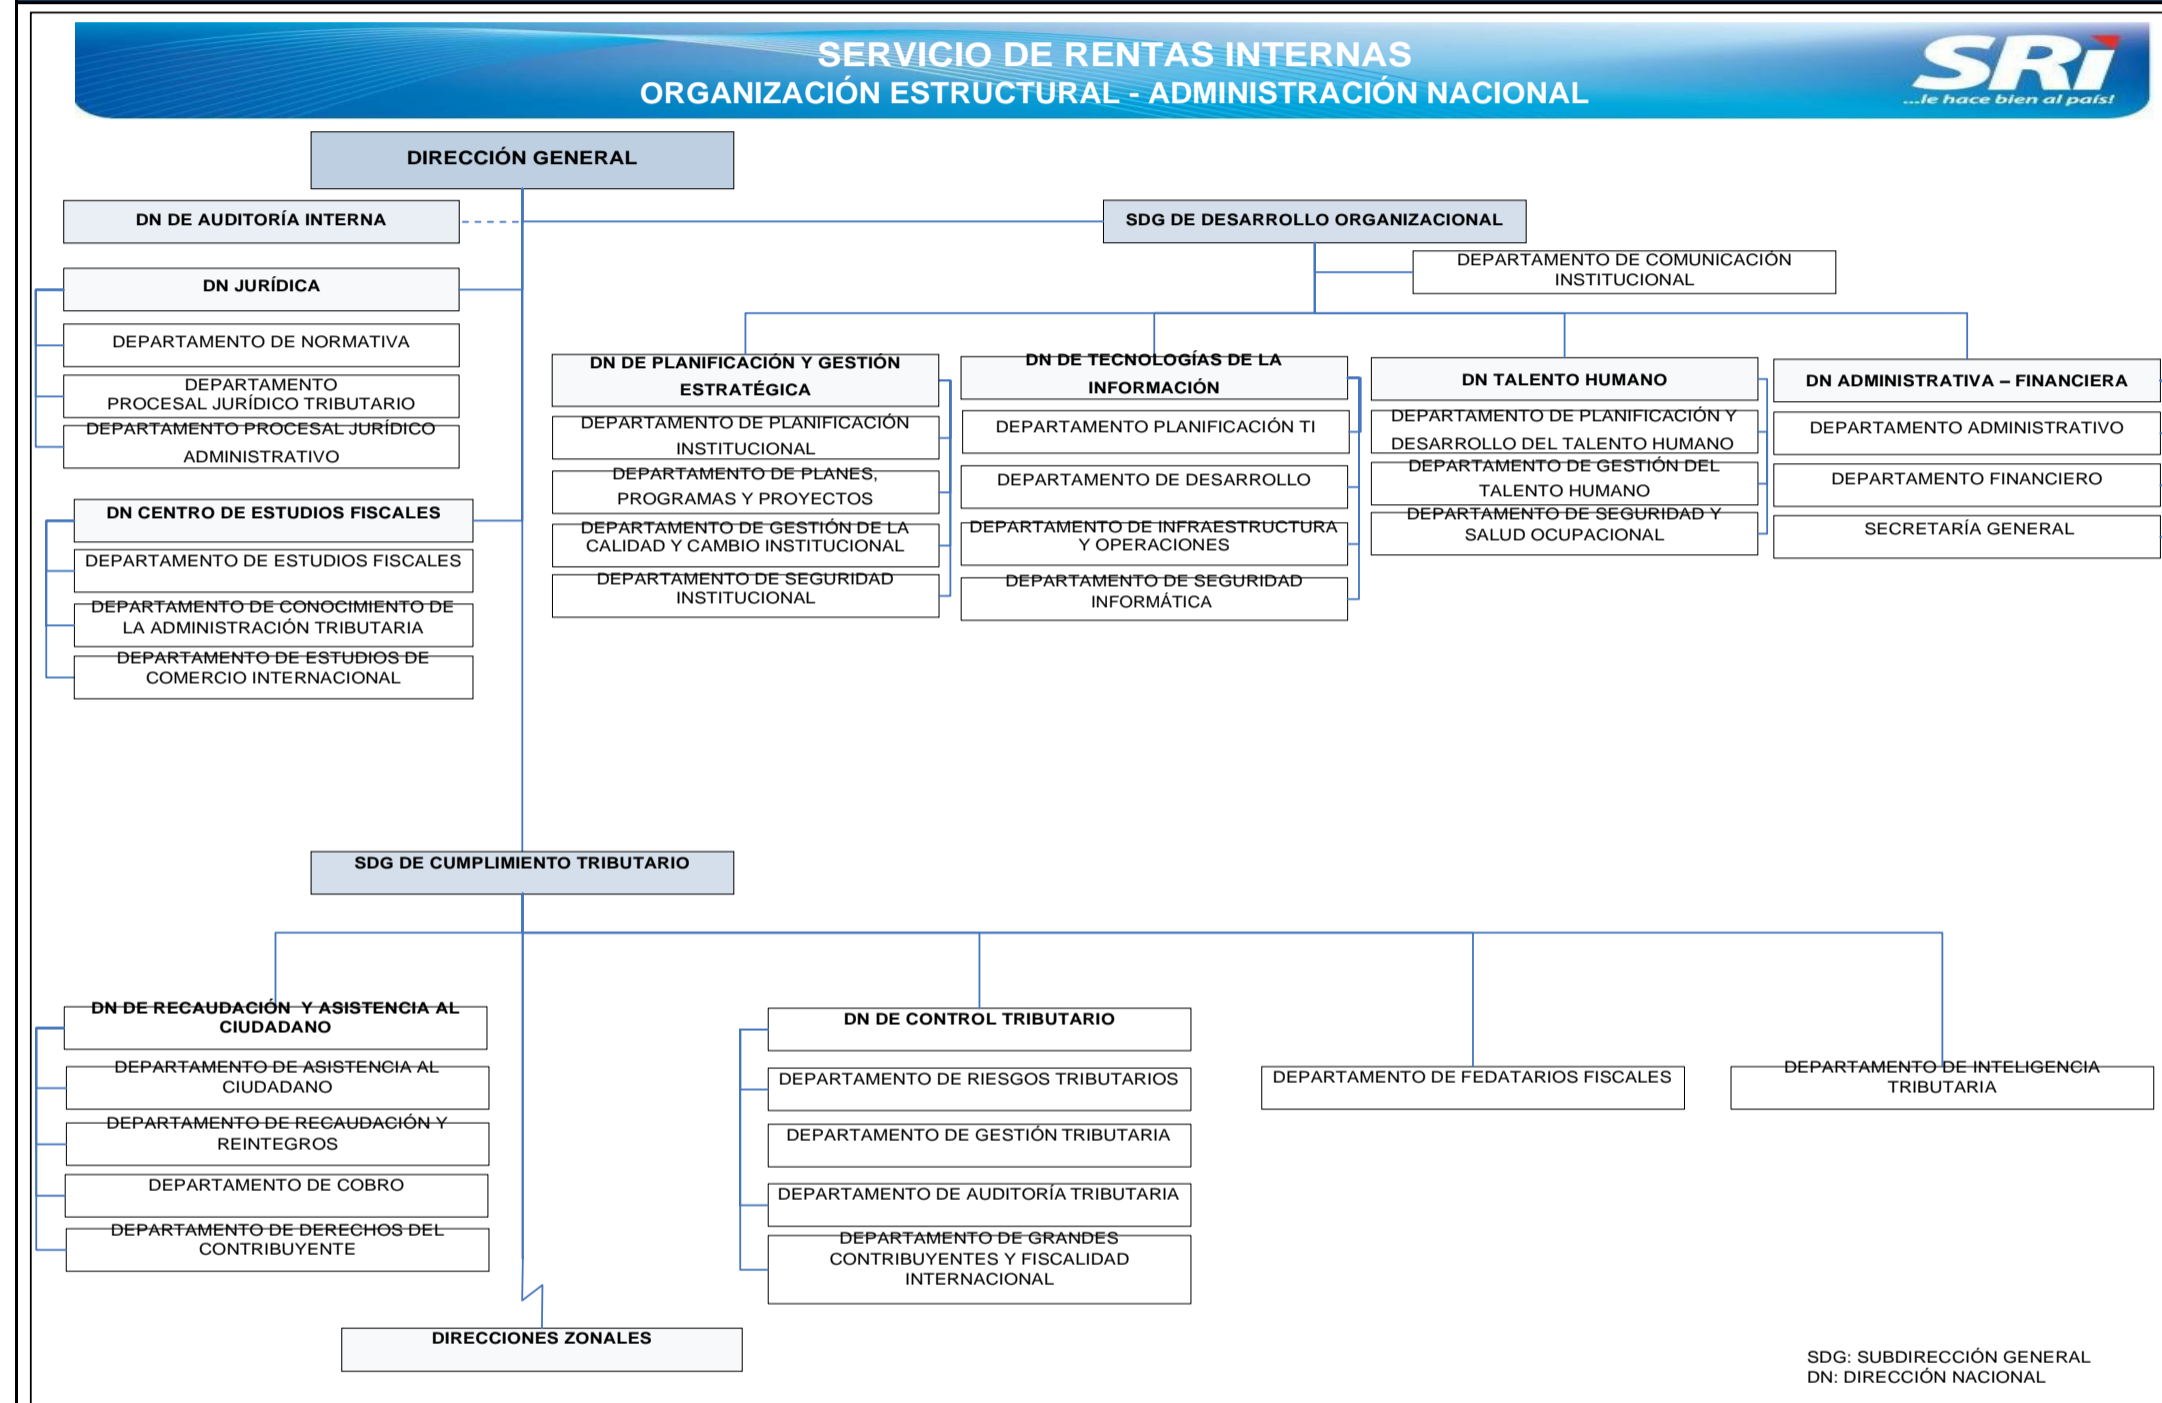 SERVICIO DE RENTAS INTERNAS
ORGANIZACIÓN ESTRUCTURAL - ADMINISTRACIÓN NACIONAL
SRi
...le hace bien al país!
DIRECCIÓN GENERAL
DN DE AUDITORÍA INTERNA
SDG DE DESARROLLO ORGANIZACIONAL
DEPARTAMENTO DE COMUNICACIÓN
INSTITUCIONAL
DN JURÍDICA
DEPARTAMENTO DE NORMATIVA
DEPARTAMENTO
PROCESAL JURÍDICO TRIBUTARIO
DEPARTAMENTO PROCESAL JURÍDICO
ADMINISTRATIVO
DN CENTRO DE ESTUDIOS FISCALES
DEPARTAMENTO DE ESTUDIOS FISCALES
DEPARTAMENTO DE CONOCIMIENTO DE
LA ADMINISTRACIÓN TRIBUTARIA
DEPARTAMENTO DE ESTUDIOS DE
COMERCIO INTERNACIONAL
DN DE PLANIFICACIÓN Y GESTIÓN
ESTRATÉGICA
DEPARTAMENTO DE PLANIFICACIÓN
INSTITUCIONAL
DEPARTAMENTO DE PLANES,
PROGRAMAS Y PROYECTOS
DEPARTAMENTO DE GESTIÓN DE LA
CALIDAD Y CAMBIO INSTITUCIONAL
DEPARTAMENTO DE SEGURIDAD
INSTITUCIONAL
DN DE TECNOLOGÍAS DE LA
INFORMACIÓN
DEPARTAMENTO PLANIFICACIÓN TI
DEPARTAMENTO DE DESARROLLO
DEPARTAMENTO DE INFRAESTRUCTURA
Y OPERACIONES
DEPARTAMENTO DE SEGURIDAD
INFORMÁTICA
DN TALENTO HUMANO
DEPARTAMENTO DE PLANIFICACIÓN Y
DESARROLLO DEL TALENTO HUMANO
DEPARTAMENTO DE GESTIÓN DEL
TALENTO HUMANO
DEPARTAMENTO DE SEGURIDAD Y
SALUD OCUPACIONAL
DN ADMINISTRATIVA – FINANCIERA
DEPARTAMENTO ADMINISTRATIVO
DEPARTAMENTO FINANCIERO
SECRETARÍA GENERAL
SDG DE CUMPLIMIENTO TRIBUTARIO
DN DE RECAUDACIÓN Y ASISTENCIA AL
CIUDADANO
DEPARTAMENTO DE ASISTENCIA AL
CIUDADANO
DEPARTAMENTO DE RECAUDACIÓN Y
REINTEGROS
DEPARTAMENTO DE COBRO
DEPARTAMENTO DE DERECHOS DEL
CONTRIBUYENTE
DN DE CONTROL TRIBUTARIO
DEPARTAMENTO DE RIESGOS TRIBUTARIOS
DEPARTAMENTO DE GESTIÓN TRIBUTARIA
DEPARTAMENTO DE AUDITORÍA TRIBUTARIA
DEPARTAMENTO DE GRANDES
CONTRIBUYENTES Y FISCALIDAD
INTERNACIONAL
DEPARTAMENTO DE FEDATARIOS FISCALES
DEPARTAMENTO DE INTELIGENCIA
TRIBUTARIA
DIRECCIONES ZONALES
SDG: SUBDIRECCIÓN GENERAL
DN: DIRECCIÓN NACIONAL